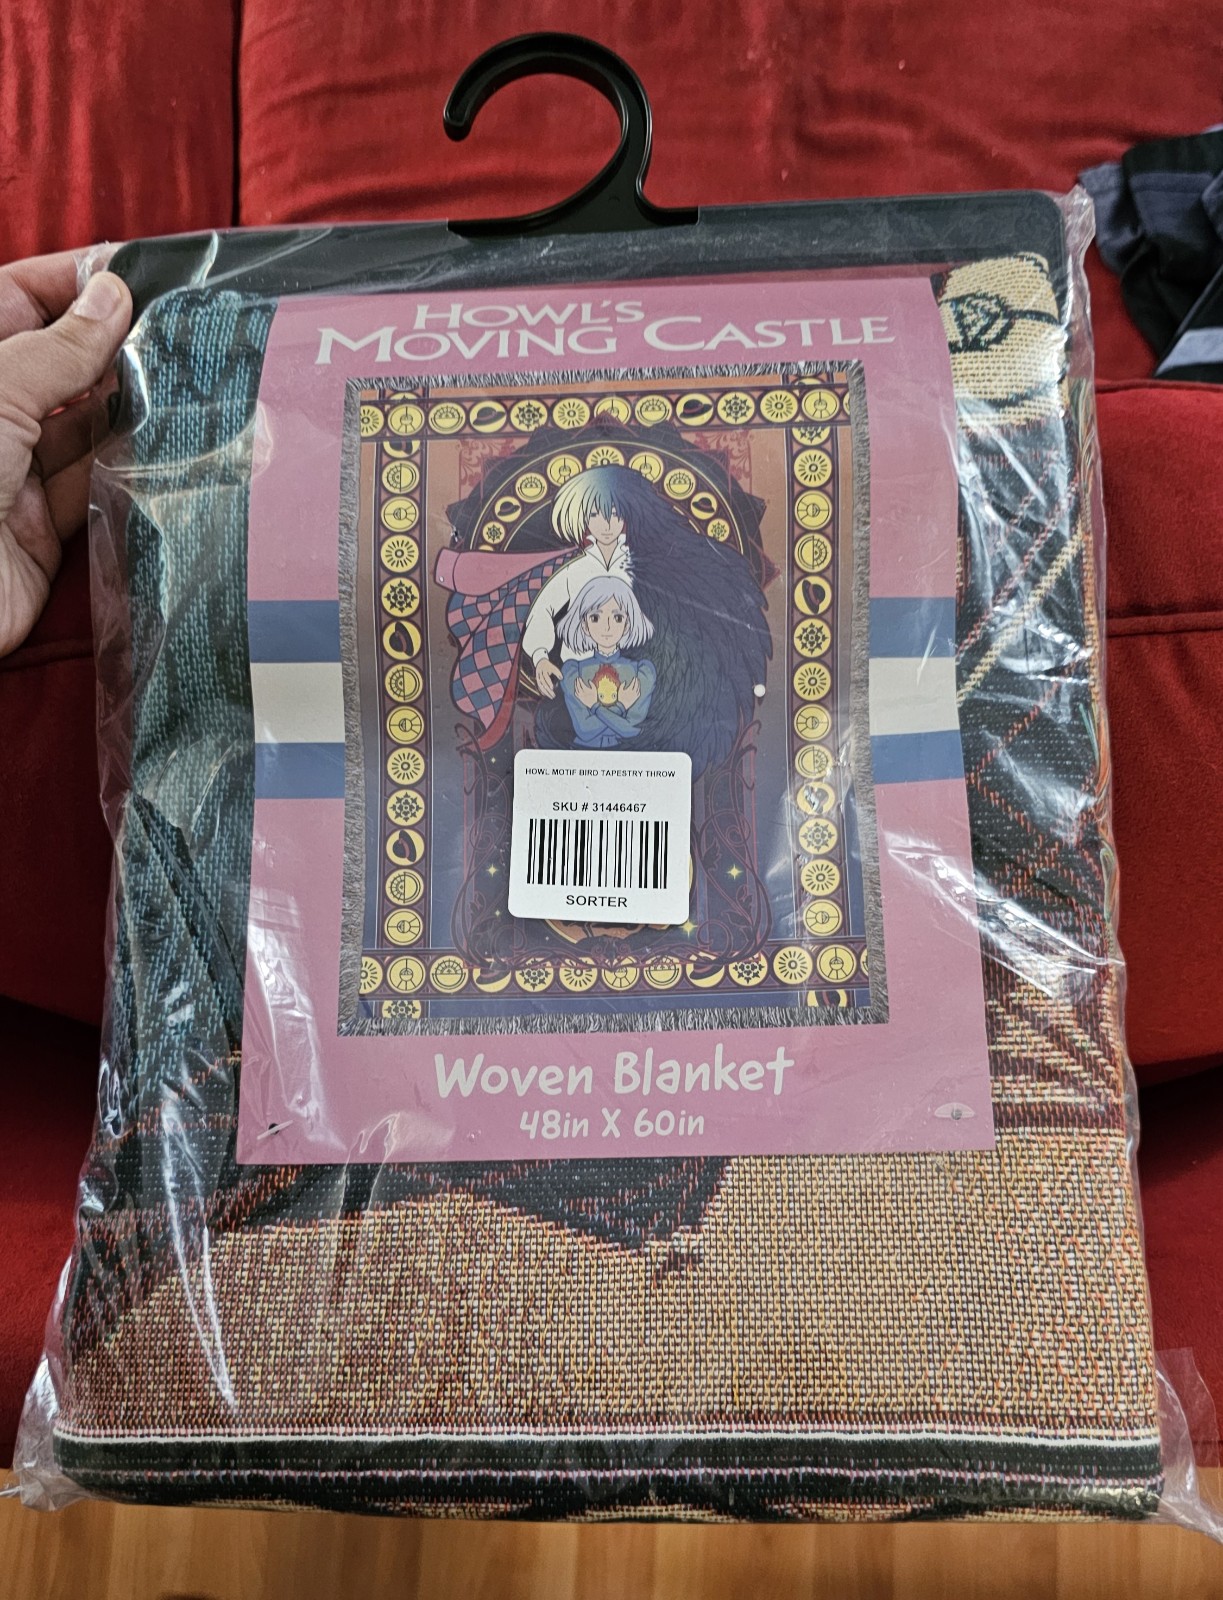 HOWL'S
MOVING CASTLE
HOWL MOTIF BIRD TAPESTRY THROW
SKU # 31446467
SORTER
Woven Blanket
48in X 60in